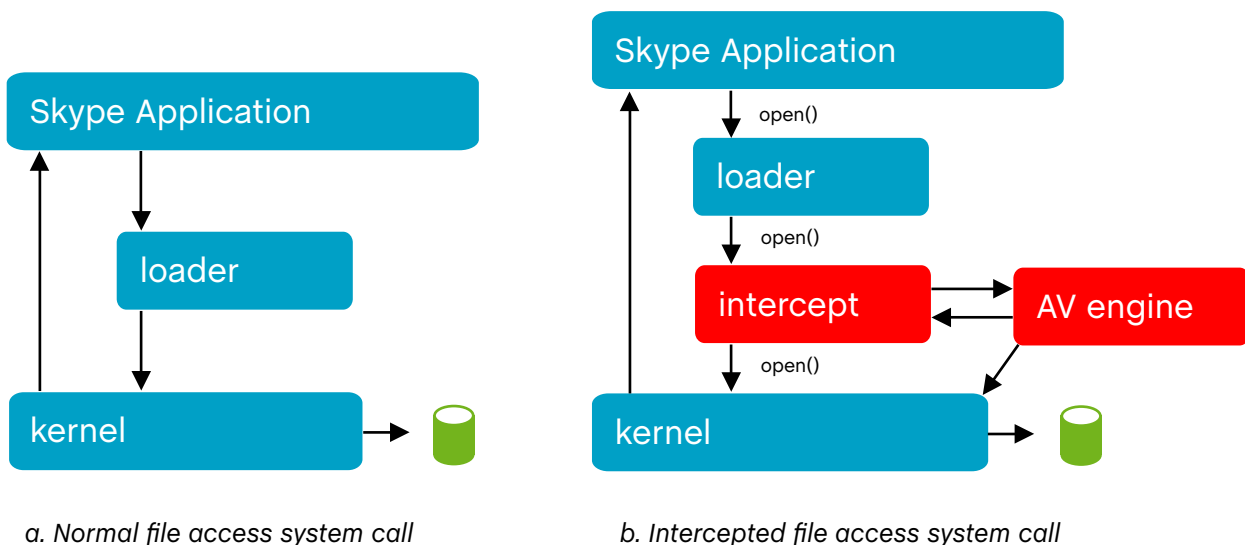 Skype Application
loader
kernel
a. Normal file access system call
Skype Application
open()
loader
open()
intercept
AV engine
open()
kernel
b. Intercepted file access system call